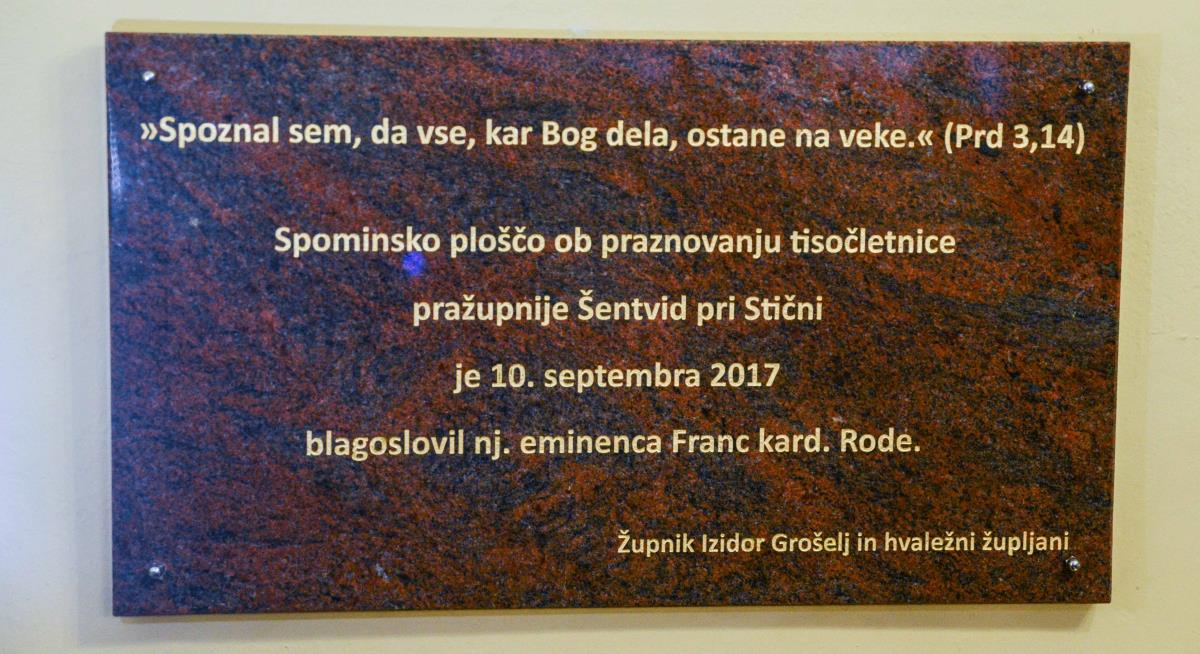 »Spoznal sem, da vse, kar Bog dela, ostane na veke.« (Prd 3,14)
Spominsko ploščo ob praznovanju tisočletnice
pražupnije Šentvid pri Stični
je 10. septembra 2017
blagoslovil nj. eminenca Franc kard. Rode.
Župnik Izidor Grošelj in hvaležni župljani